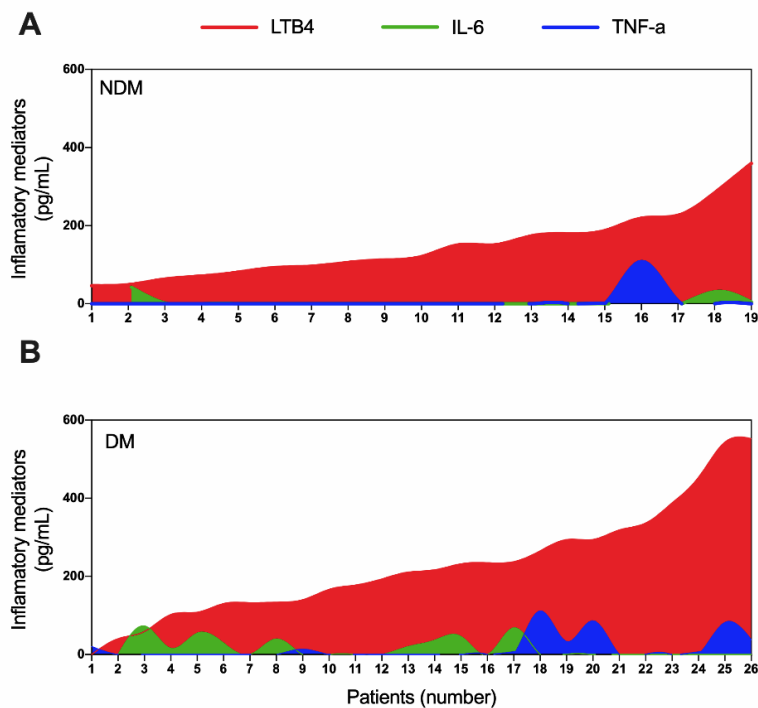 A
LTB4 IL-6 TNF-a
NDM
Inflamatory mediators
(pg/mL)
600
400
200
0
1 2 3 4 5 6 7 8 9 10 11 12 13 14 15 16 17 18 19
B
DM
Inflamatory mediators
(pg/mL)
600
400
200
0
1 2 3 4 5 6 7 8 9 10 11 12 13 14 15 16 17 18 19 20 21 22 23 24 25 26
Patients (number)